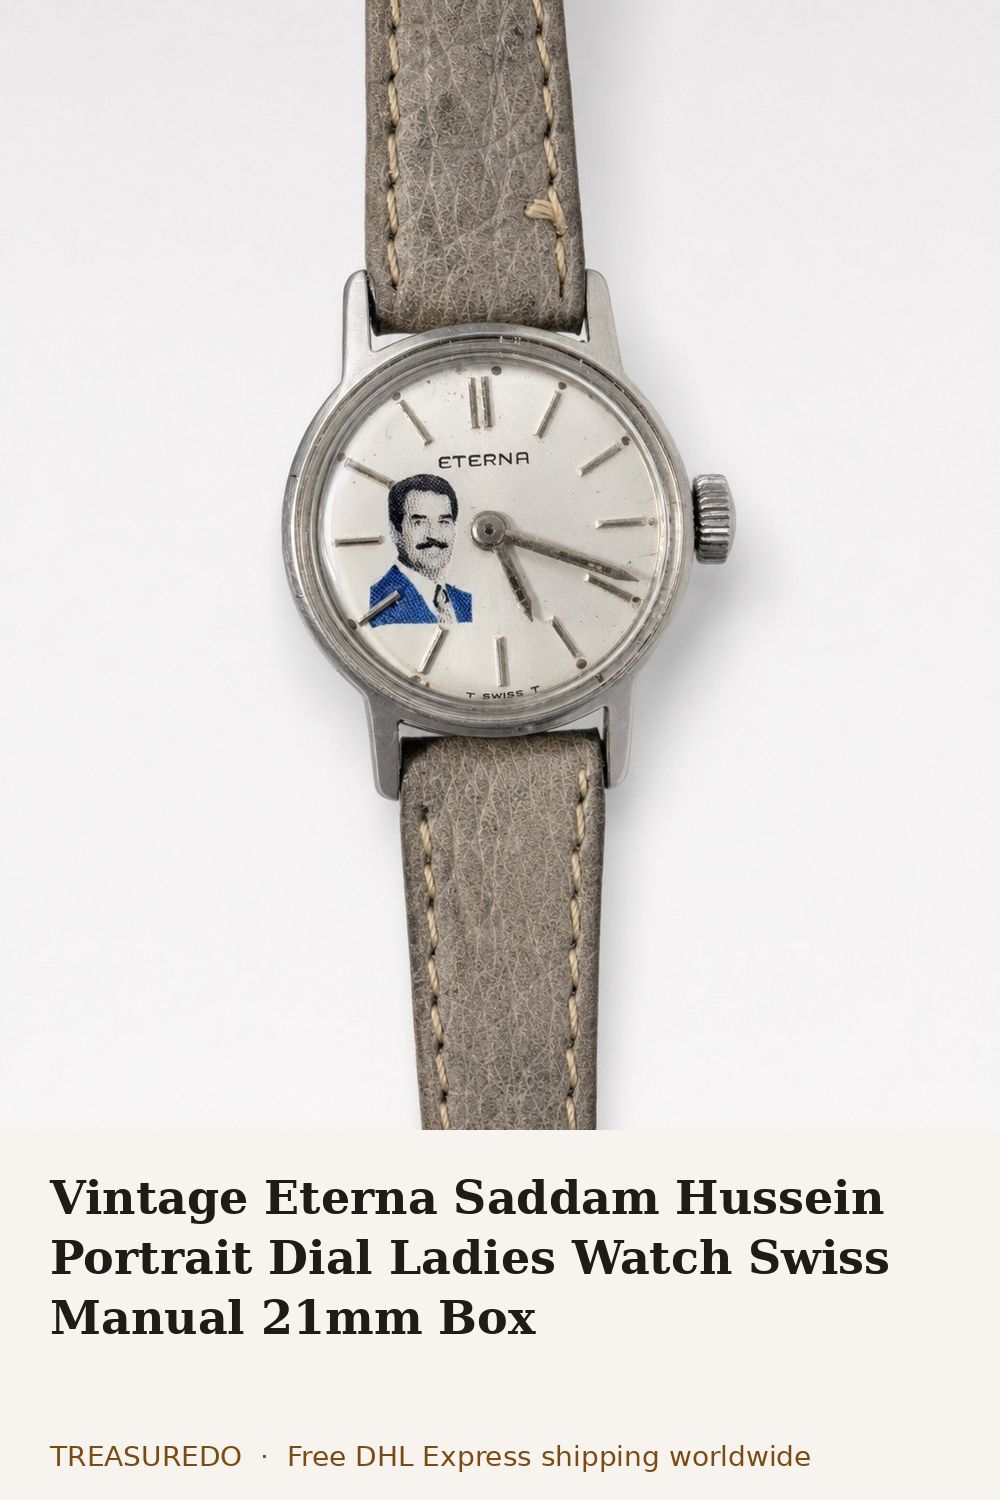 ETERNA
T SWISS T
Vintage Eterna Saddam Hussein
Portrait Dial Ladies Watch Swiss
Manual 21mm Box
TREASUREDO · Free DHL Express shipping worldwide